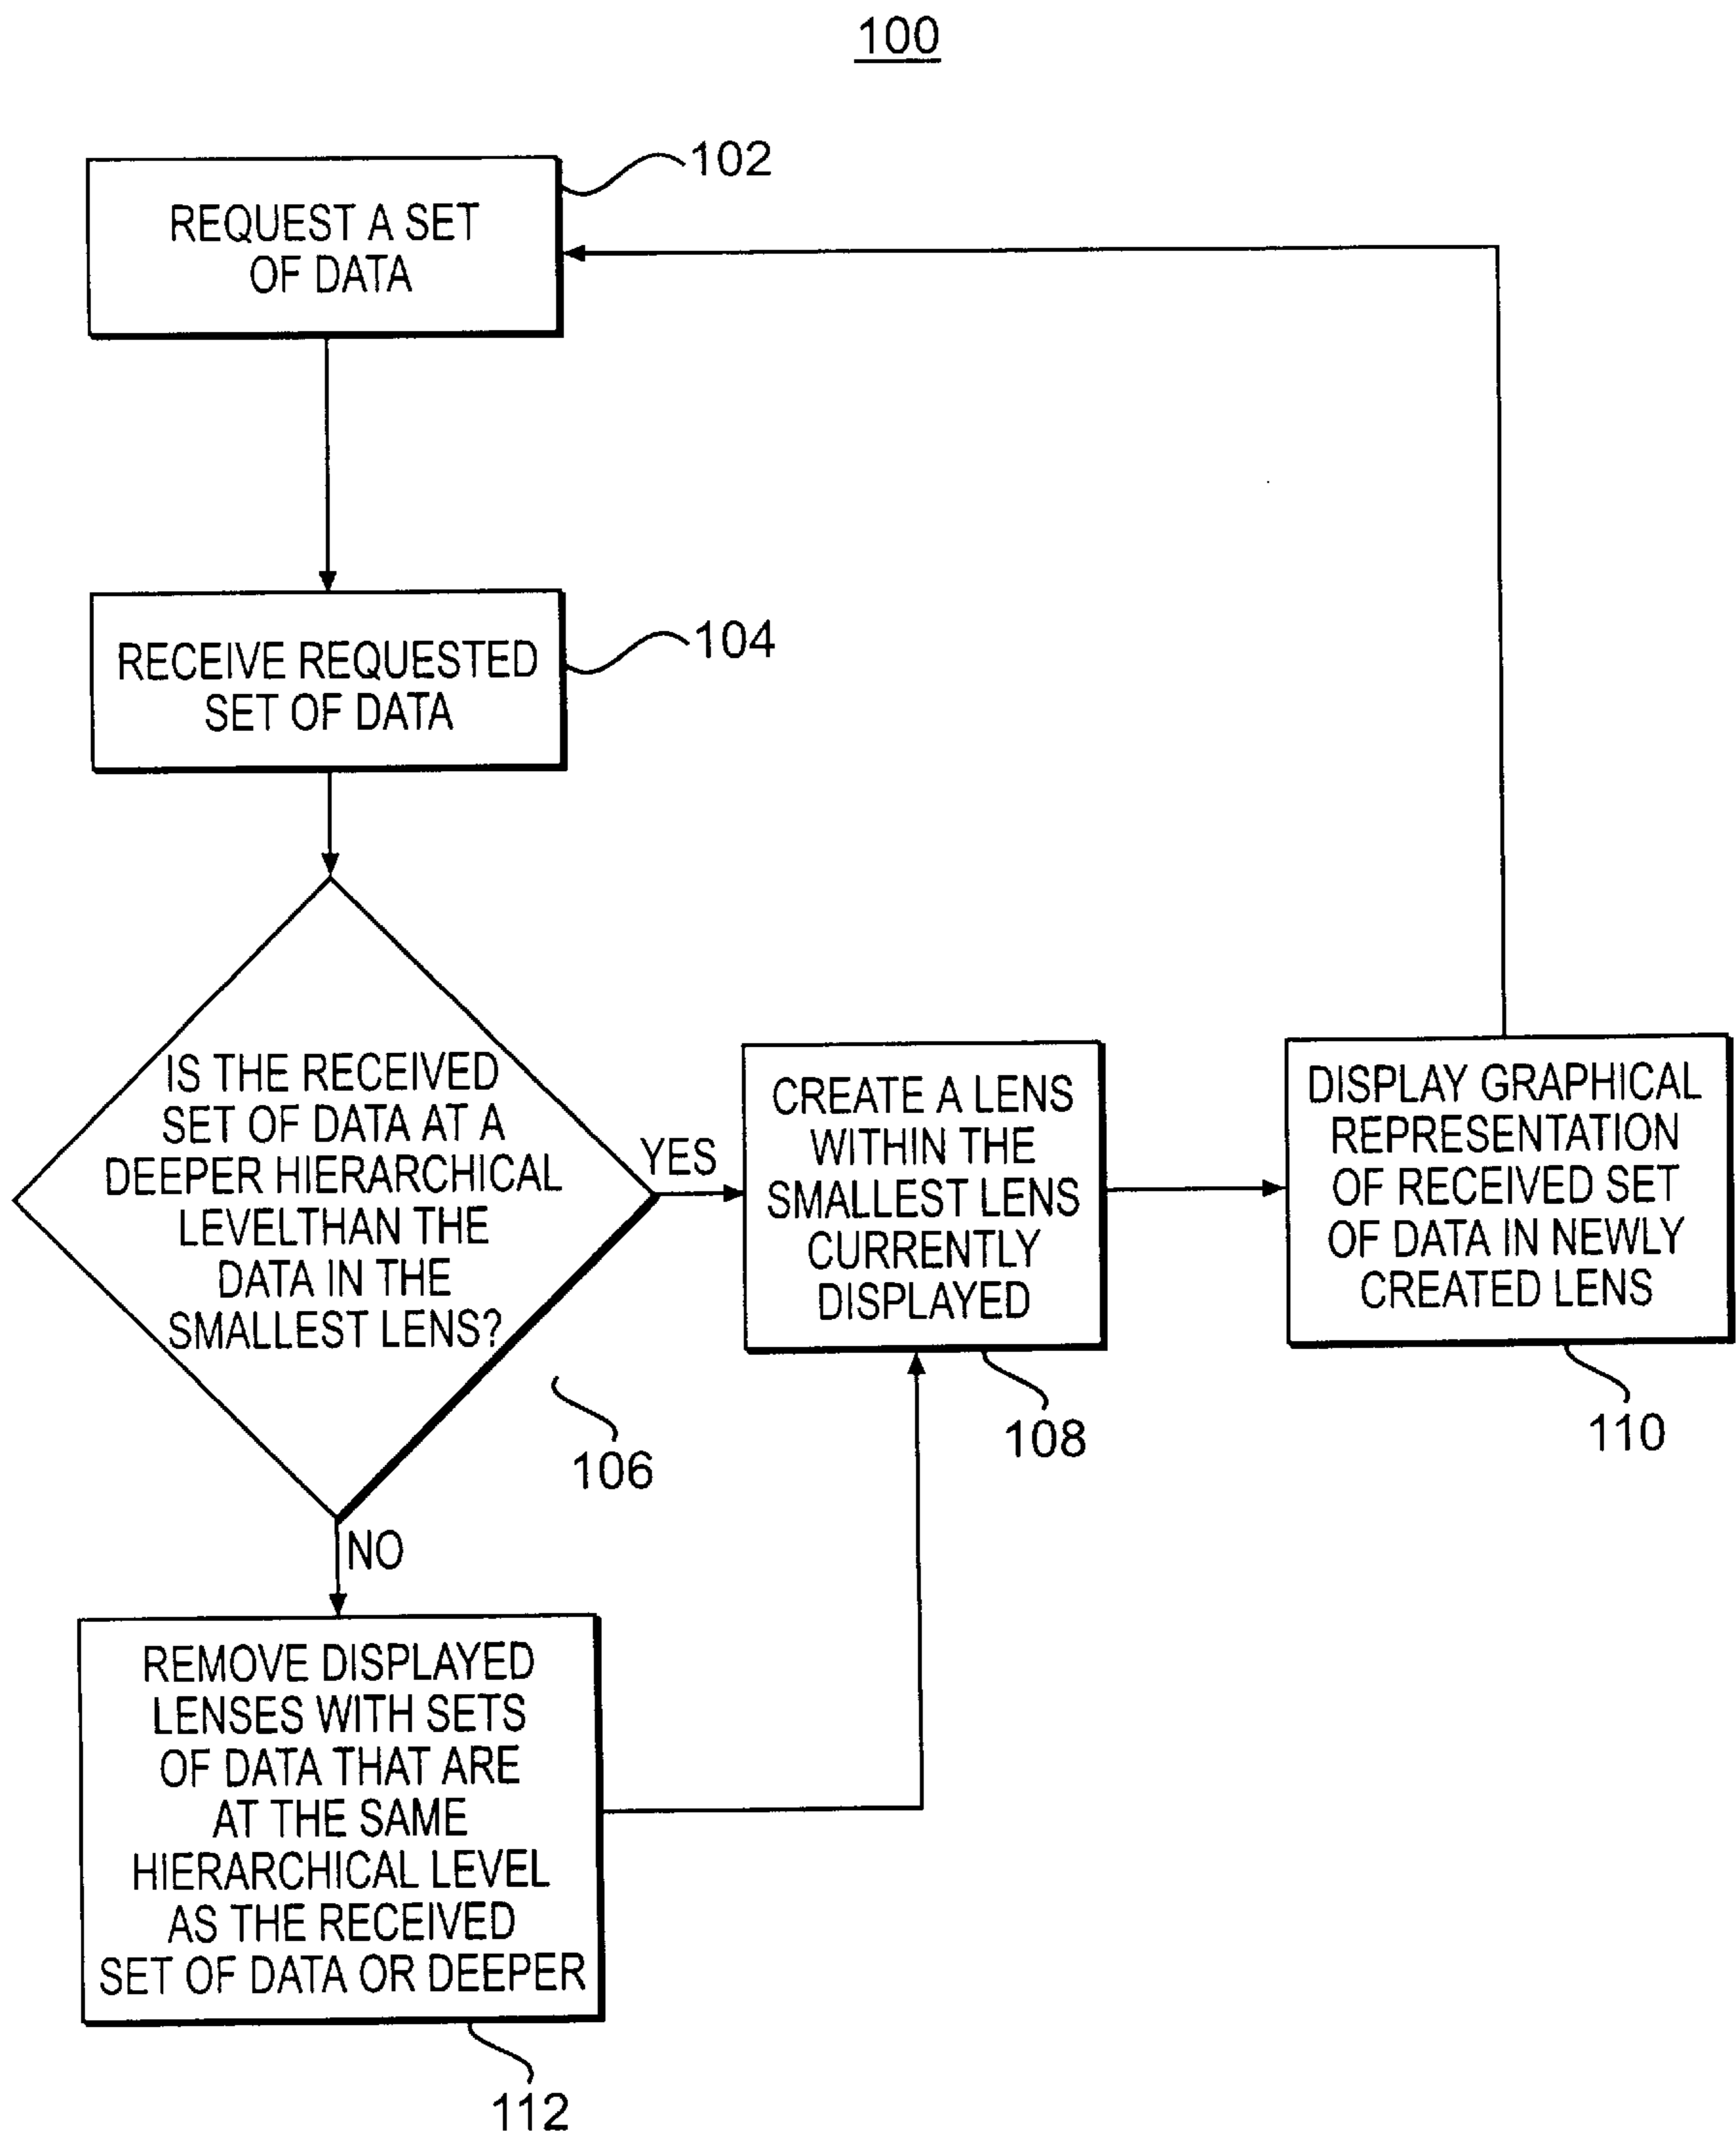 100
102
REQUEST A SET
OF DATA
104
RECEIVE REQUESTED
SET OF DATA
IS THE RECEIVED
SET OF DATA AT A
DEEPER HIERARCHICAL
LEVELTHAN THE
DATA IN THE
SMALLEST LENS?
106
YES
NO
CREATE A LENS
WITHIN THE
SMALLEST LENS
CURRENTLY
DISPLAYED
108
DISPLAY GRAPHICAL
REPRESENTATION
OF RECEIVED SET
OF DATA IN NEWLY
CREATED LENS
110
REMOVE DISPLAYED
LENSES WITH SETS
OF DATA THAT ARE
AT THE SAME
HIERARCHICAL LEVEL
AS THE RECEIVED
SET OF DATA OR DEEPER
112